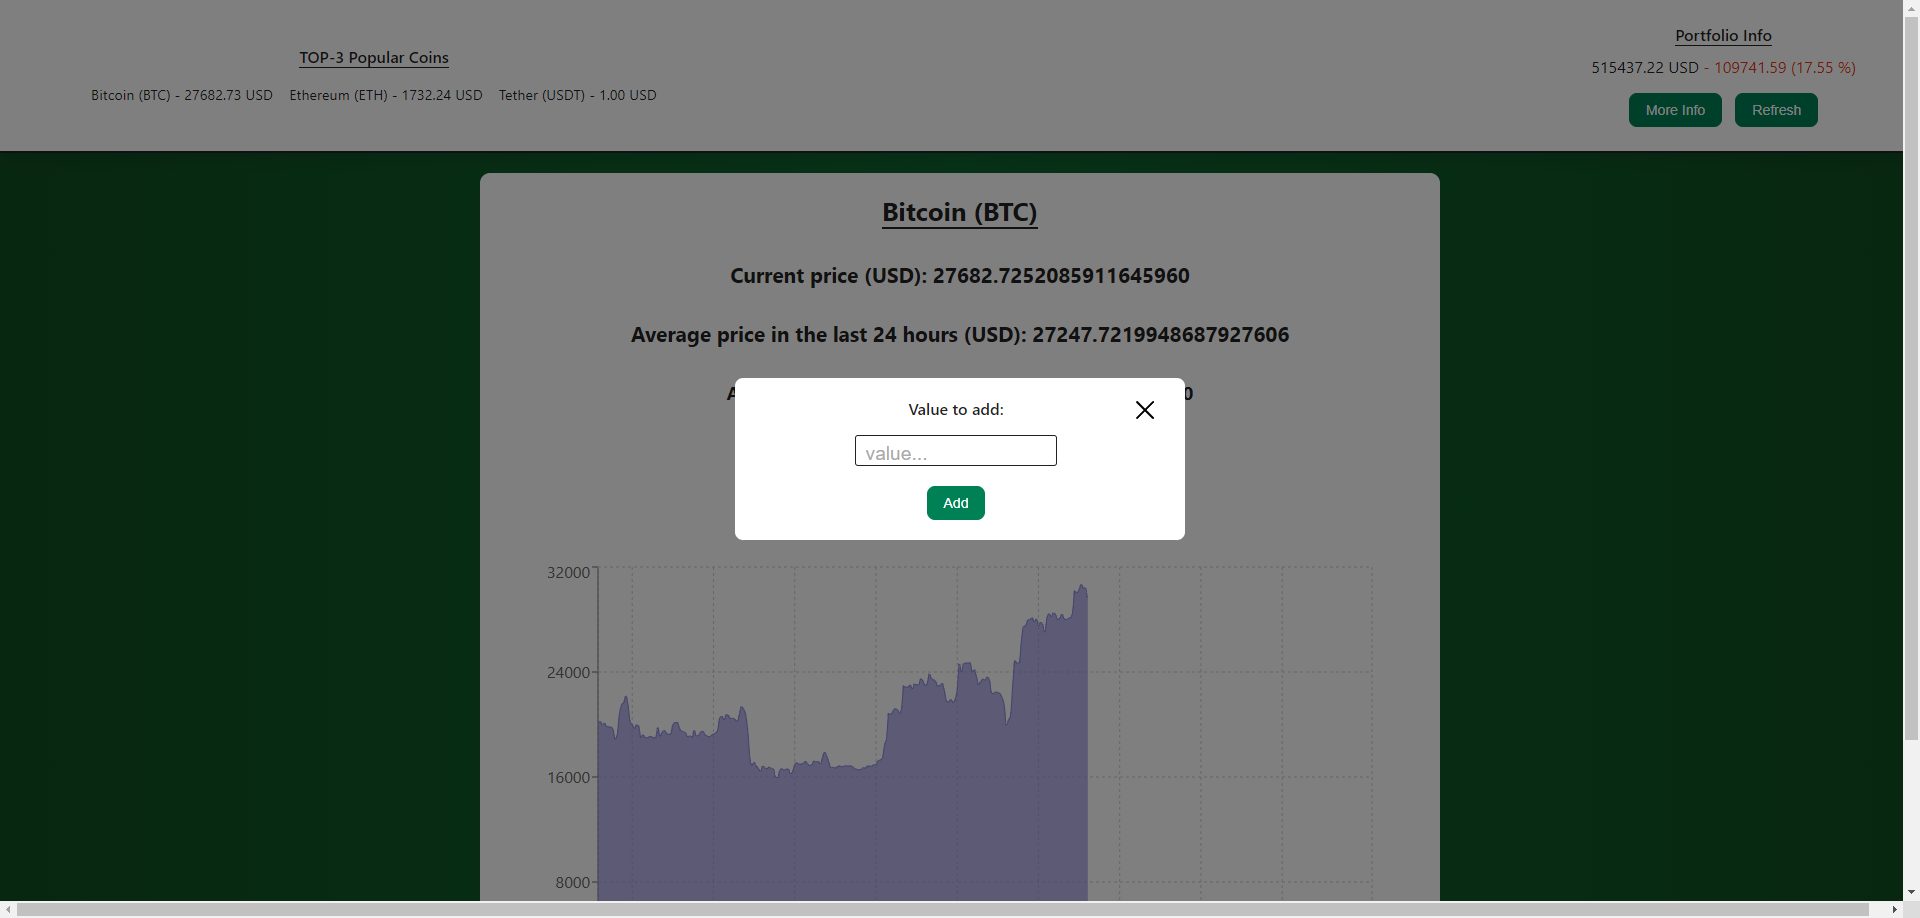 TOP-3 Popular Coins
Bitcoin (BTC) - 27682.73 USD Ethereum (ETH) - 1732.24 USD Tether (USDT) - 1.00 USD
Portfolio Info
515437.22 USD - 109741.59 (17.55 %)
More Info Refresh
Bitcoin (BTC)
Current price (USD): 27682.7252085911645960
Average price in the last 24 hours (USD): 27247.7219948687927606
Value to add:
value...
Add
32000
24000
16000
8000